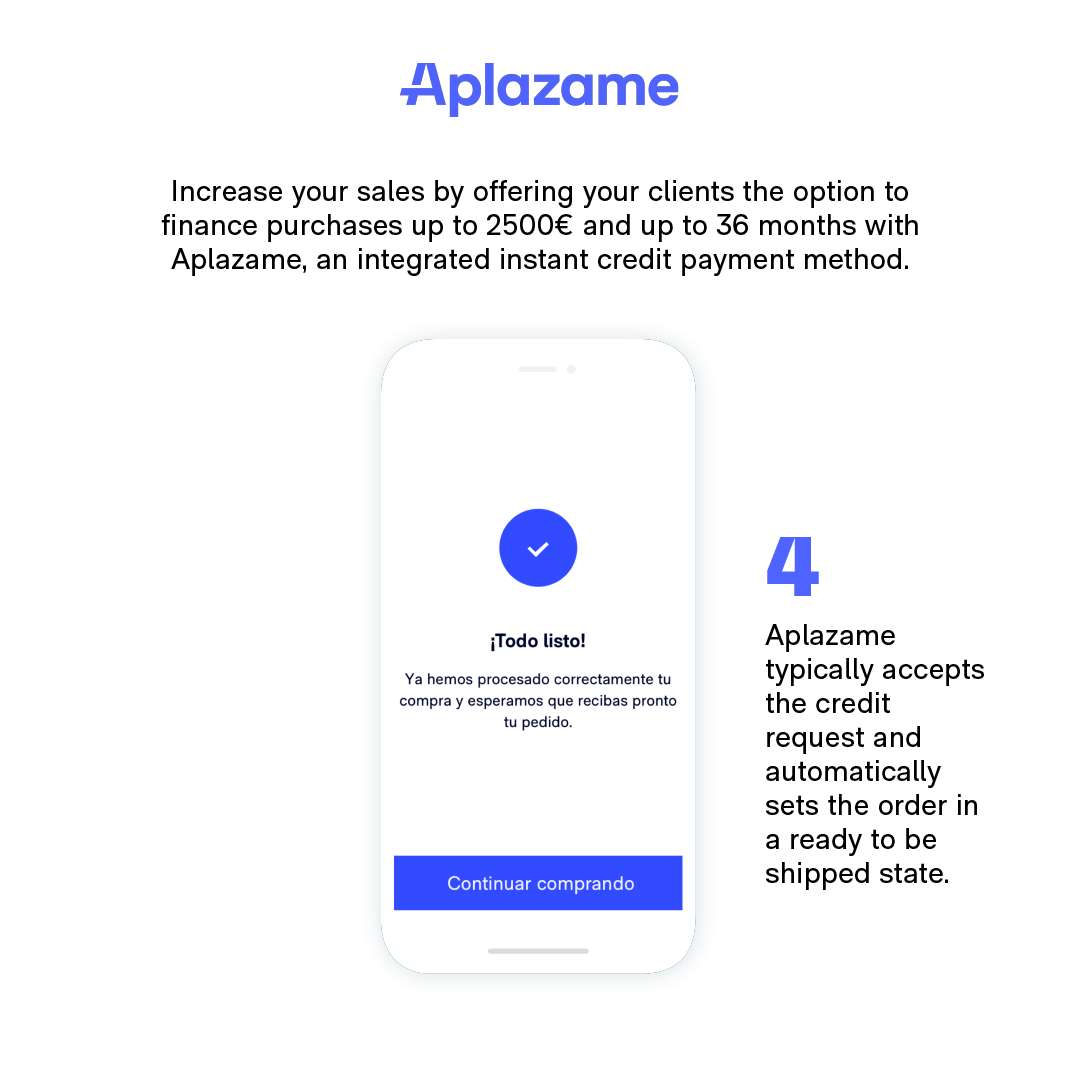 Aplazame
Increase your sales by offering your clients the option to
finance purchases up to 2500€ and up to 36 months with
Aplazame, an integrated instant credit payment method.
¡Todo listo!
Ya hemos procesado correctamente tu
compra y esperamos que recibas pronto
tu pedido.
Continuar comprando
4
Aplazame
typically accepts
the credit
request and
automatically
sets the order in
a ready to be
shipped state.